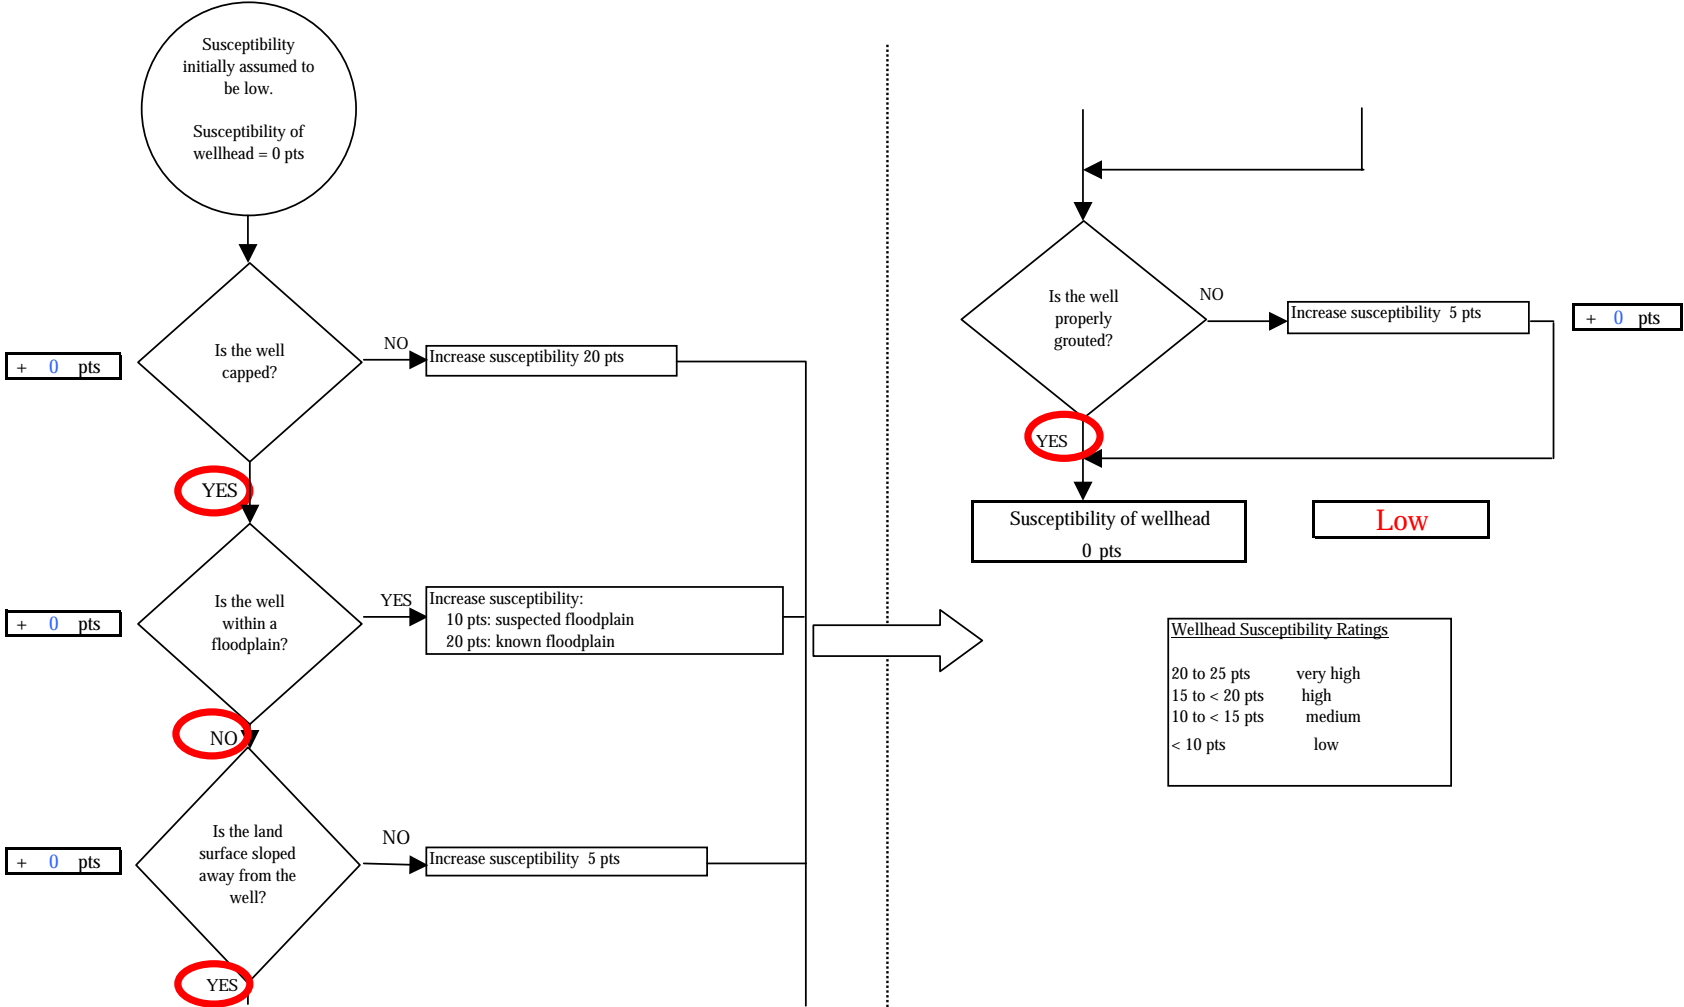 Susceptibility
initially assumed to
be low.
Susceptibility of
wellhead = 0 pts
Is the well
capped?
NO
Increase susceptibility 20 pts
+ 0 pts
YES
Is the well
within a
floodplain?
YES
Increase susceptibility:
10 pts: suspected floodplain
20 pts: known floodplain
+ 0 pts
NO
Is the land
surface sloped
away from the
well?
NO
Increase susceptibility 5 pts
+ 0 pts
YES
Is the well
properly
grouted?
NO
Increase susceptibility 5 pts
+ 0 pts
YES
Susceptibility of wellhead
0 pts
Low
Wellhead Susceptibility Ratings
20 to 25 pts very high
15 to < 20 pts high
10 to < 15 pts medium
< 10 pts low